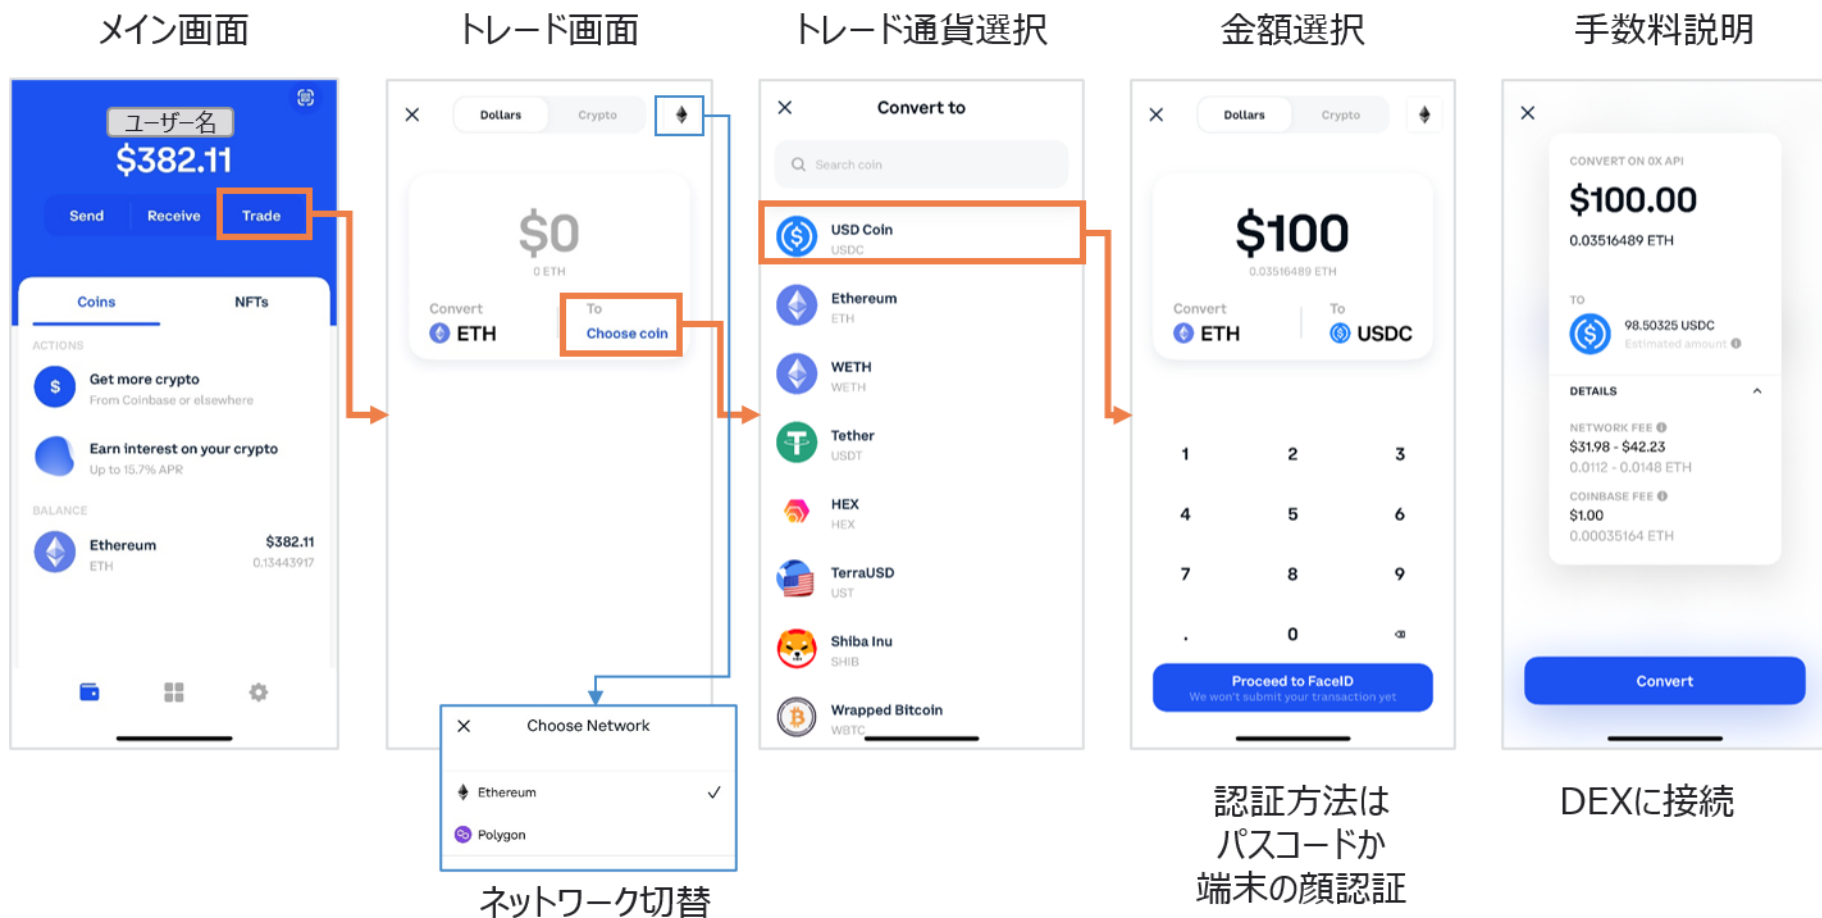 メイン画面
トレード画面
トレード通貨選択
金額選択
手数料説明
ユーザー名
$382.11
Send
Receive
Trade
Coins
NFTs
ACTIONS
$
Get more crypto
From Coinbase or elsewhere
Earn interest on your crypto
Up to 15.7% APR
BALANCE
Ethereum
$382.11
ETH
0.13443917
Dollars
Crypto
$0
0 ETH
Convert
To
ETH
Choose coin
Choose Network
Ethereum
Polygon
ネットワーク切替
Convert to
Search coin
USD Coin
USDC
Ethereum
ETH
WETH
WETH
Tether
USDT
HEX
HEX
TerraUSD
UST
Shiba Inu
SHIB
Wrapped Bitcoin
WBTC
Dollars
Crypto
$100
0.03516489 ETH
Convert
To
ETH
USDC
1 2 3
4 5 6
7 8 9
. 0
Proceed to FaceID
We won't submit your transaction yet
認証方法は
パスコードか
端末の顔認証
CONVERT ON 0X API
$100.00
0.03516489 ETH
TO
98.50325 USDC
Estimated amount
DETAILS
NETWORK FEE
$31.98 - $42.23
0.0112 - 0.0148 ETH
COINBASE FEE
$1.00
0.00035164 ETH
Convert
DEXに接続